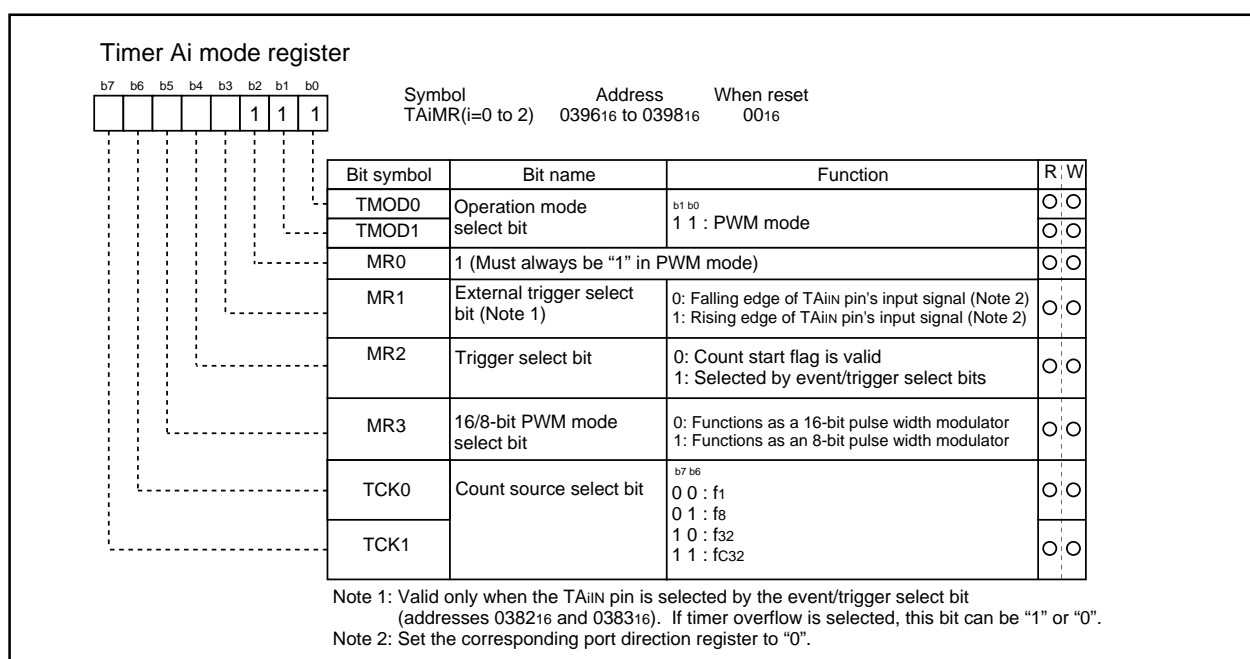 Timer Ai mode register
b7 b6 b5 b4 b3 b2 b1 b0
1 1 1
Symbol Address When reset
TAiMR(i=0 to 2) 039616 to 039816 0016
Bit symbol Bit name Function R W
TMOD0 Operation mode select bit b1 b0
TMOD1 1 1 : PWM mode
MR0 1 (Must always be “1” in PWM mode)
MR1 External trigger select bit (Note 1) 0: Falling edge of TAiIN pin's input signal (Note 2)
1: Rising edge of TAiIN pin's input signal (Note 2)
MR2 Trigger select bit 0: Count start flag is valid
1: Selected by event/trigger select bits
MR3 16/8-bit PWM mode select bit 0: Functions as a 16-bit pulse width modulator
1: Functions as an 8-bit pulse width modulator
b7 b6
TCK0 Count source select bit 0 0 : f1
0 1 : f8
TCK1 1 0 : f32
1 1 : fC32
Note 1: Valid only when the TAiIN pin is selected by the event/trigger select bit
(addresses 038216 and 038316). If timer overflow is selected, this bit can be “1” or “0”.
Note 2: Set the corresponding port direction register to “0”.